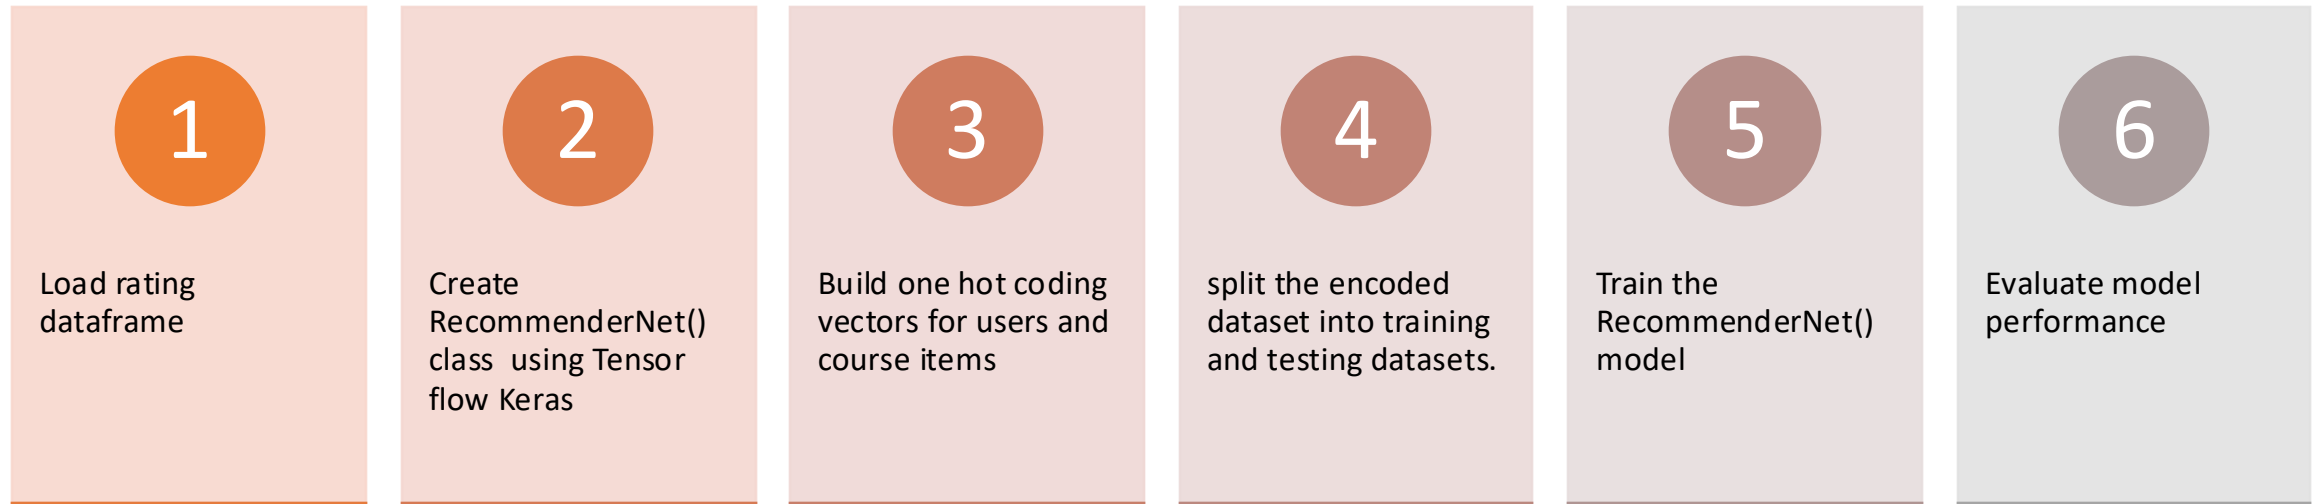 1
Load rating
dataframe
2
Create
RecommenderNet()
class  using Tensor
flow Keras
3
Build one hot coding
vectors for users and
course items
4
split the encoded
dataset into training
and testing datasets.
5
Train the
RecommenderNet()
model
6
Evaluate model
performance